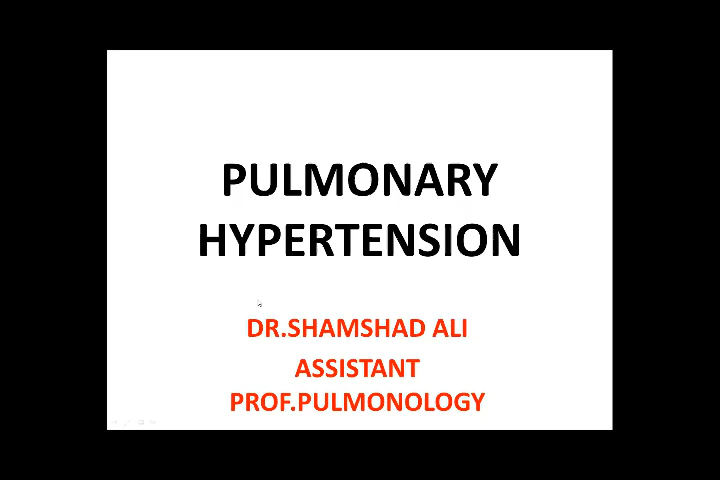 PULMONARY
HYPERTENSION
DR.SHAMSHAD ALI
ASSISTANT
PROF.PULMONOLOGY